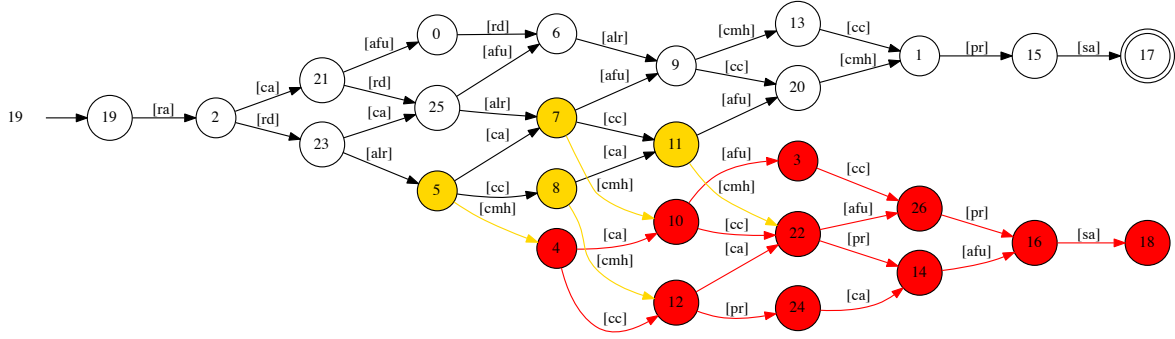 19
19
[ra]
2
[ca]
[rd]
21
23
[afu]
[rd]
[ca]
[alr]
0
25
5
[rd]
[afu]
[alr]
[ca]
[cc]
[cmh]
6
7
8
4
[alr]
[afu]
[cc]
[cmh]
[ca]
[cmh]
[ca]
[cc]
9
11
10
12
[cmh]
[cc]
[afu]
[cmh]
[afu]
[cc]
[ca]
[pr]
13
20
3
22
24
[cc]
[cmh]
[cc]
[afu]
[pr]
[ca]
1
26
14
[pr]
[pr]
[afu]
15
16
[sa]
[sa]
17
18